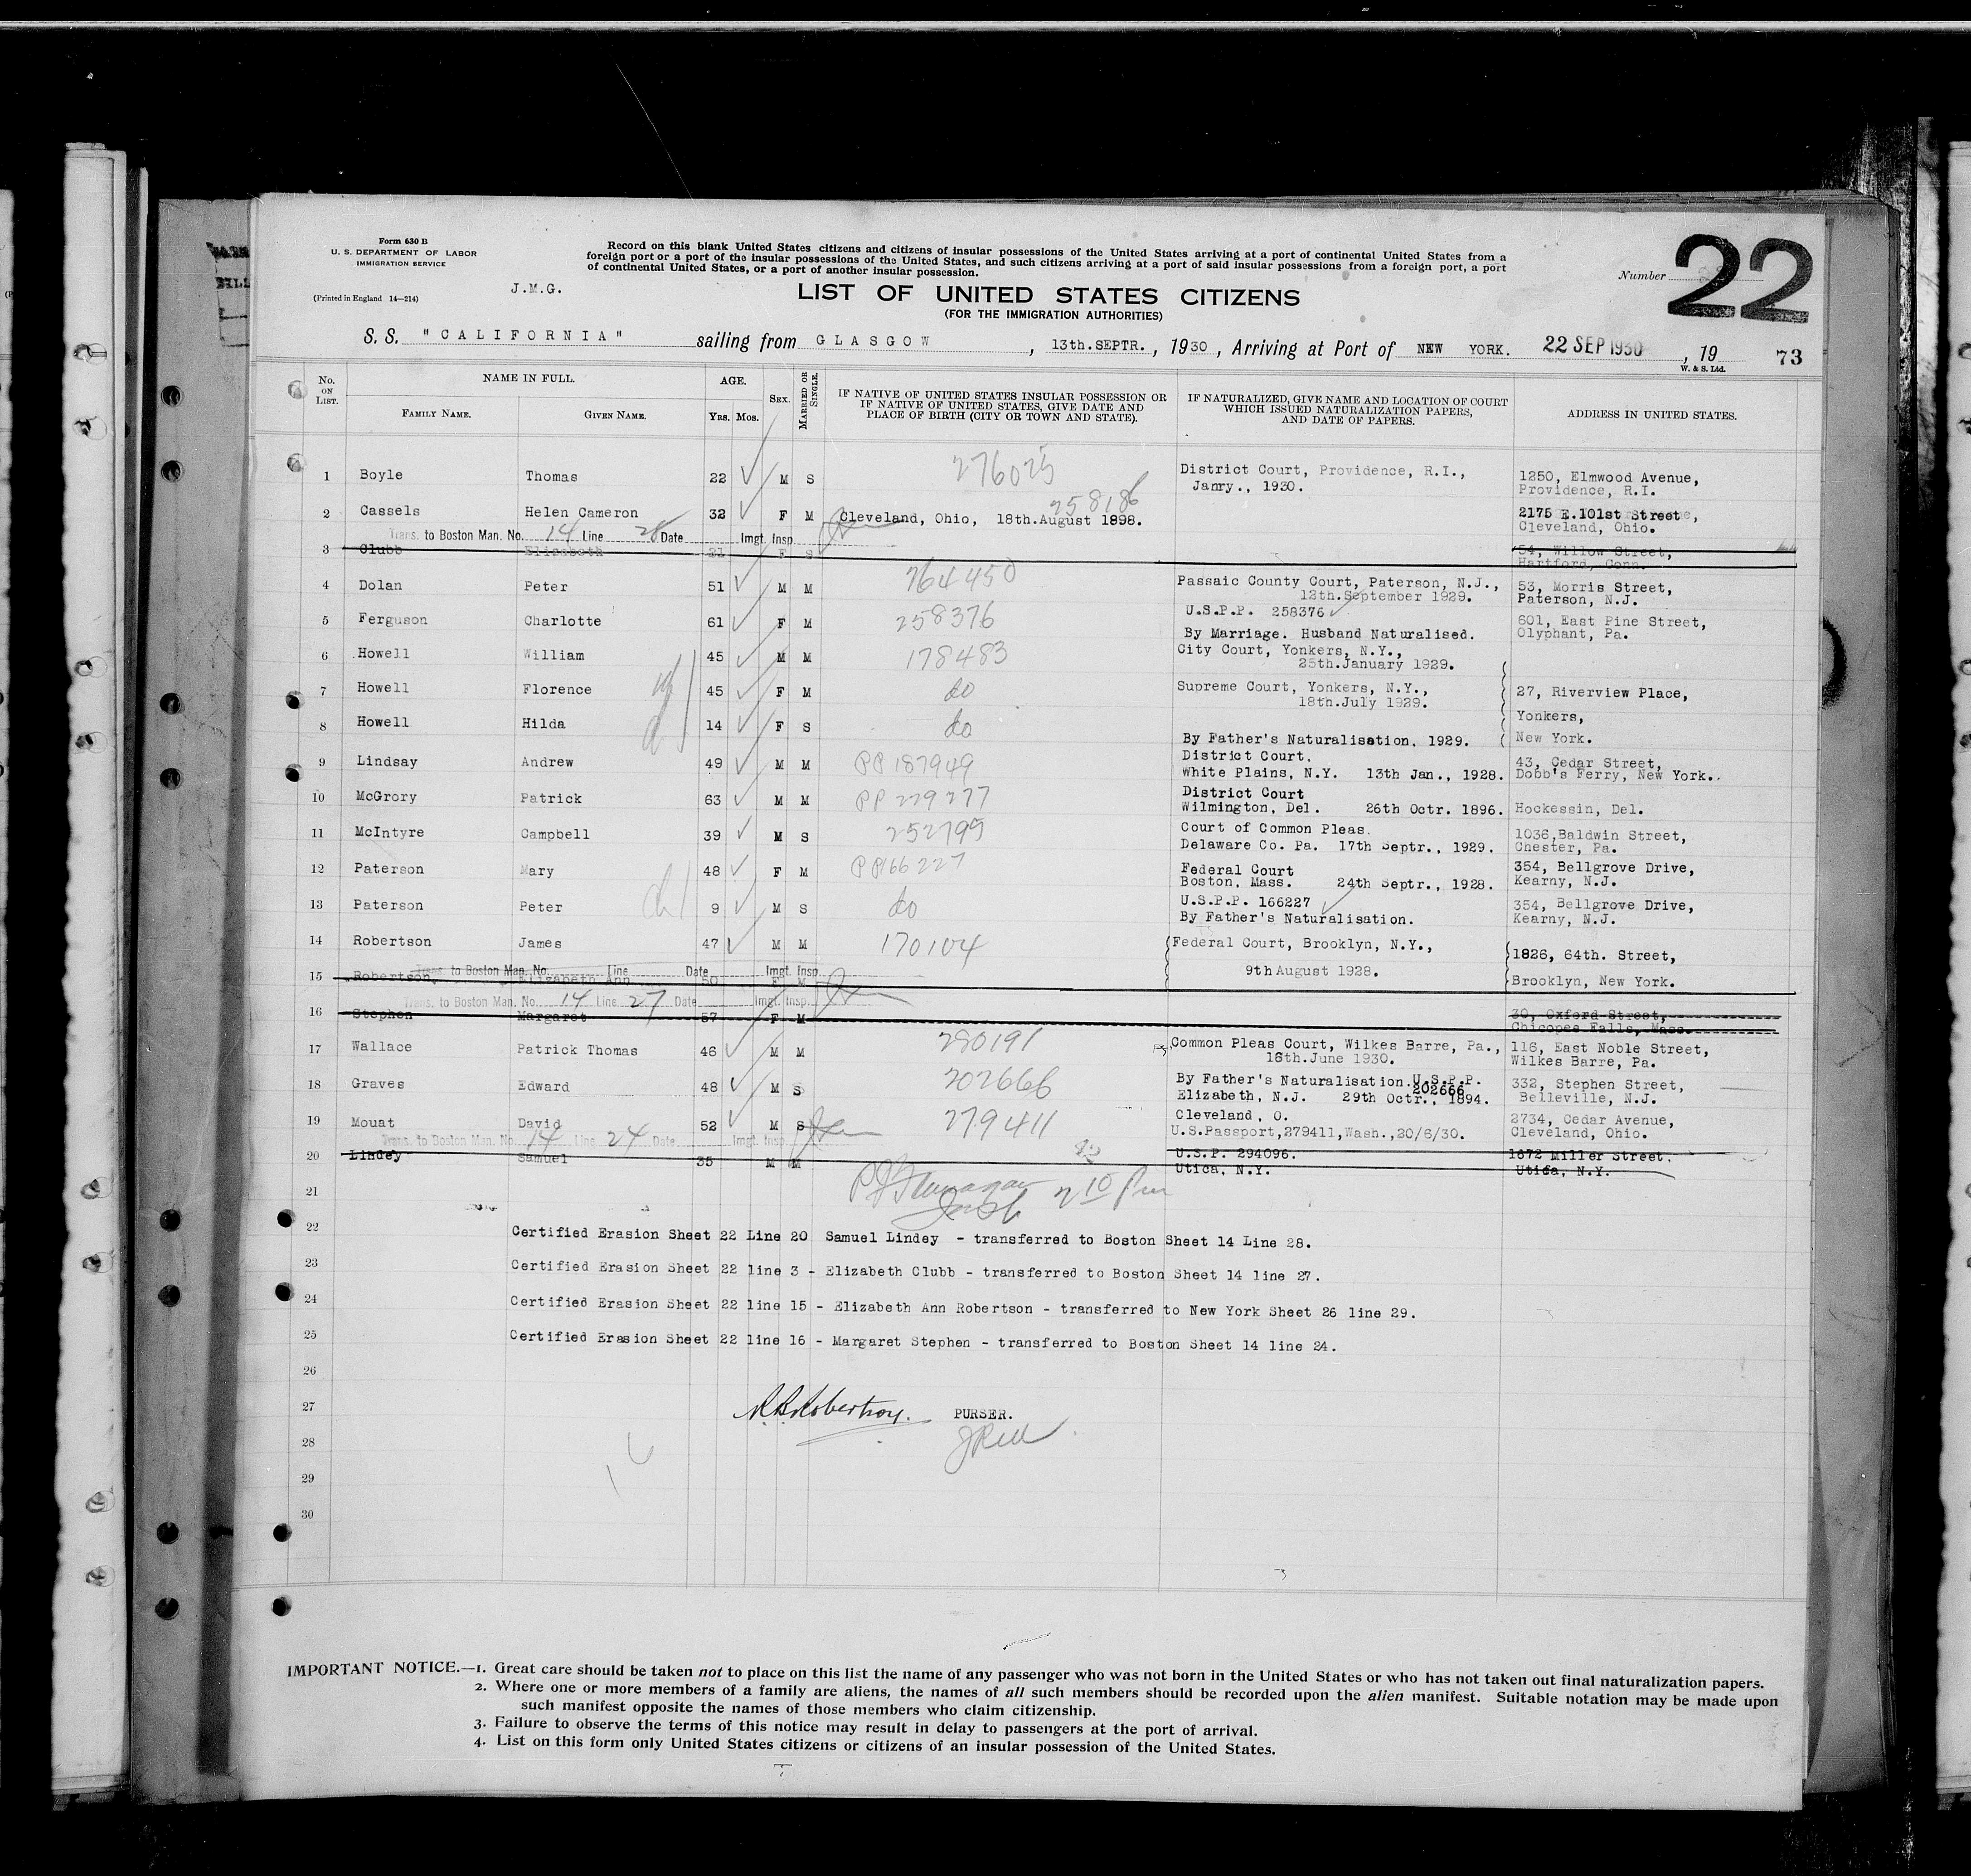 Form 630 B
U. S. DEPARTMENT OF LABOR
IMMIGRATION SERVICE
(Printed in England 14—214)
J.M.G.
Record on this blank United States citizens and citizens of insular possessions of the United States arriving at a port of continental United States from a
foreign port or a port of the insular possessions of the United States, and such citizens arriving at a port of said insular possessions from a foreign port, a port
of continental United States, or a port of another insular possession.
LIST OF UNITED STATES CITIZENS
(FOR THE IMMIGRATION AUTHORITIES)
Number 22
S.S. "CALIFORNIA" sailing from GLASGOW, 13th.SEPTR., 1930, Arriving at Port of NEW YORK. 22 SEP 1930, 19
W. & S. Ltd.
73
No. ON LIST.
NAME IN FULL.
FAMILY NAME. GIVEN NAME.
AGE.
YRS. MOS.
SEX.
MARRIED OR SINGLE.
IF NATIVE OF UNITED STATES INSULAR POSSESSION OR
IF NATIVE OF UNITED STATES, GIVE DATE AND
PLACE OF BIRTH (CITY OR TOWN AND STATE).
IF NATURALIZED, GIVE NAME AND LOCATION OF COURT
WHICH ISSUED NATURALIZATION PAPERS,
AND DATE OF PAPERS.
ADDRESS IN UNITED STATES.
1 Boyle Thomas 22 M S 276025 District Court, Providence, R.I., 1250, Elmwood Avenue,
Janry., 1930. Providence, R.I.
258186
2 Cassels Helen Cameron 32 F M Cleveland, Ohio, 18th.August 1898. 2175 E.101st Street,
Cleveland, Ohio.
Trans. to Boston Man. No. 14 Line 28 Date Imgt. Insp.
3 Clubb Elizabeth 21 F S 54, Willow Street,
Hartford, Conn.
4 Dolan Peter 51 M M 264450 Passaic County Court, Paterson, N.J., 53, Morris Street,
12th.September 1929. Paterson, N.J.
5 Ferguson Charlotte 61 F M 258376 U.S.P.P. 258376 601, East Pine Street,
By Marriage. Husband Naturalised. Olyphant, Pa.
6 Howell William 45 M M 178483 City Court, Yonkers, N.Y.,
25th.January 1929.
7 Howell Florence 45 F M do Supreme Court, Yonkers, N.Y., 27, Riverview Place,
18th.July 1929.
8 Howell Hilda 14 F S do Yonkers,
By Father's Naturalisation, 1929. New York.
9 Lindsay Andrew 49 M M PP 187949 District Court. 43, Cedar Street,
White Plains, N.Y. 13th Jan., 1928. Dobb's Ferry, New York.
10 McGrory Patrick 63 M M PP 229277 District Court
Wilmington, Del. 26th Octr. 1896. Hockessin, Del.
11 McIntyre Campbell 39 M S 252795 Court of Common Pleas. 1036,Baldwin Street,
Delaware Co. Pa. 17th Septr., 1929. Chester, Pa.
12 Paterson Mary 48 F M PP166227 Federal Court 354, Bellgrove Drive,
Boston, Mass. 24th Septr., 1928. Kearny, N.J.
13 Paterson Peter 9 M S do U.S.P.P. 166227 354, Bellgrove Drive,
By Father's Naturalisation. Kearny, N.J.
14 Robertson James 47 M M 170104 Federal Court, Brooklyn, N.Y., 1826, 64th. Street,
9th August 1928.
Trans. to Boston Man. No. Line Date Imgt. Insp.
15 Robertson Elizabeth Ann 50 F M Brooklyn, New York.
Trans. to Boston Man. No. 14 Line 27 Date Imgt. Insp.
16 Stephen Margaret 57 F M 30, Oxford Street,
Chicopee Falls, Mass.
17 Wallace Patrick Thomas 46 M M 280191 Common Pleas Court, Wilkes Barre, Pa., 116, East Noble Street,
16th.June 1930. Wilkes Barre, Pa.
18 Graves Edward 48 M S 202666 By Father's Naturalisation.U.S.P.P. 202666 332, Stephen Street,
Elizabeth, N.J. 29th Octr., 1894. Belleville, N.J.
19 Mouat David 52 M S 279411 Cleveland, O. 2734, Cedar Avenue,
U.S.Passport,279411,Wash.,20/6/30. Cleveland, Ohio.
Trans. to Boston Man. No. 14 Line 24 Date Imgt. Insp.
20 Lindey Samuel 35 M M U.S.P. 294096. 1672 Miller Street.
Utica, N.Y. Utica, N.Y.
21
22 Certified Erasion Sheet 22 Line 20 Samuel Lindey - transferred to Boston Sheet 14 Line 28.
23 Certified Erasion Sheet 22 line 3 - Elizabeth Clubb - transferred to Boston Sheet 14 line 27.
24 Certified Erasion Sheet 22 line 15 - Elizabeth Ann Robertson - transferred to New York Sheet 26 line 29.
25 Certified Erasion Sheet 22 line 16 - Margaret Stephen - transferred to Boston Sheet 14 line 24.
26
27 Robertson. PURSER.
28
29
30
IMPORTANT NOTICE.—1. Great care should be taken not to place on this list the name of any passenger who was not born in the United States or who has not taken out final naturalization papers.
2. Where one or more members of a family are aliens, the names of all such members should be recorded upon the alien manifest. Suitable notation may be made upon
such manifest opposite the names of those members who claim citizenship.
3. Failure to observe the terms of this notice may result in delay to passengers at the port of arrival.
4. List on this form only United States citizens or citizens of an insular possession of the United States.